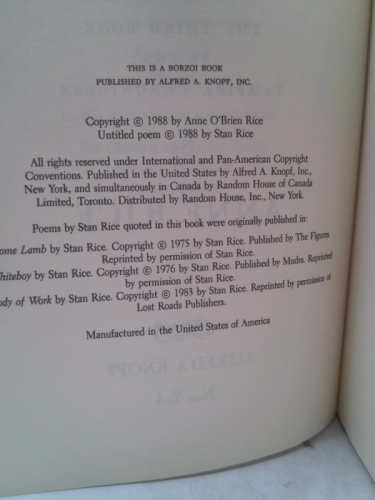 THIS IS A BORZOI BOOK
PUBLISHED BY ALFRED A. KNOPF, INC.
Copyright © 1988 by Anne O'Brien Rice
Untitled poem © 1988 by Stan Rice
All rights reserved under International and Pan-American Copyright
Conventions. Published in the United States by Alfred A. Knopf, Inc.,
New York, and simultaneously in Canada by Random House of Canada
Limited, Toronto. Distributed by Random House, Inc., New York.
Poems by Stan Rice quoted in this book were originally published in:
ome Lamb by Stan Rice. Copyright © 1975 by Stan Rice. Published by The Figures.
Reprinted by permission of Stan Rice.
hiteboy by Stan Rice. Copyright © 1976 by Stan Rice. Published by Mudra. Reprinted
by permission of Stan Rice.
ody of Work by Stan Rice. Copyright © 1983 by Stan Rice. Reprinted by permission of
Lost Roads Publishers.
Manufactured in the United States of America